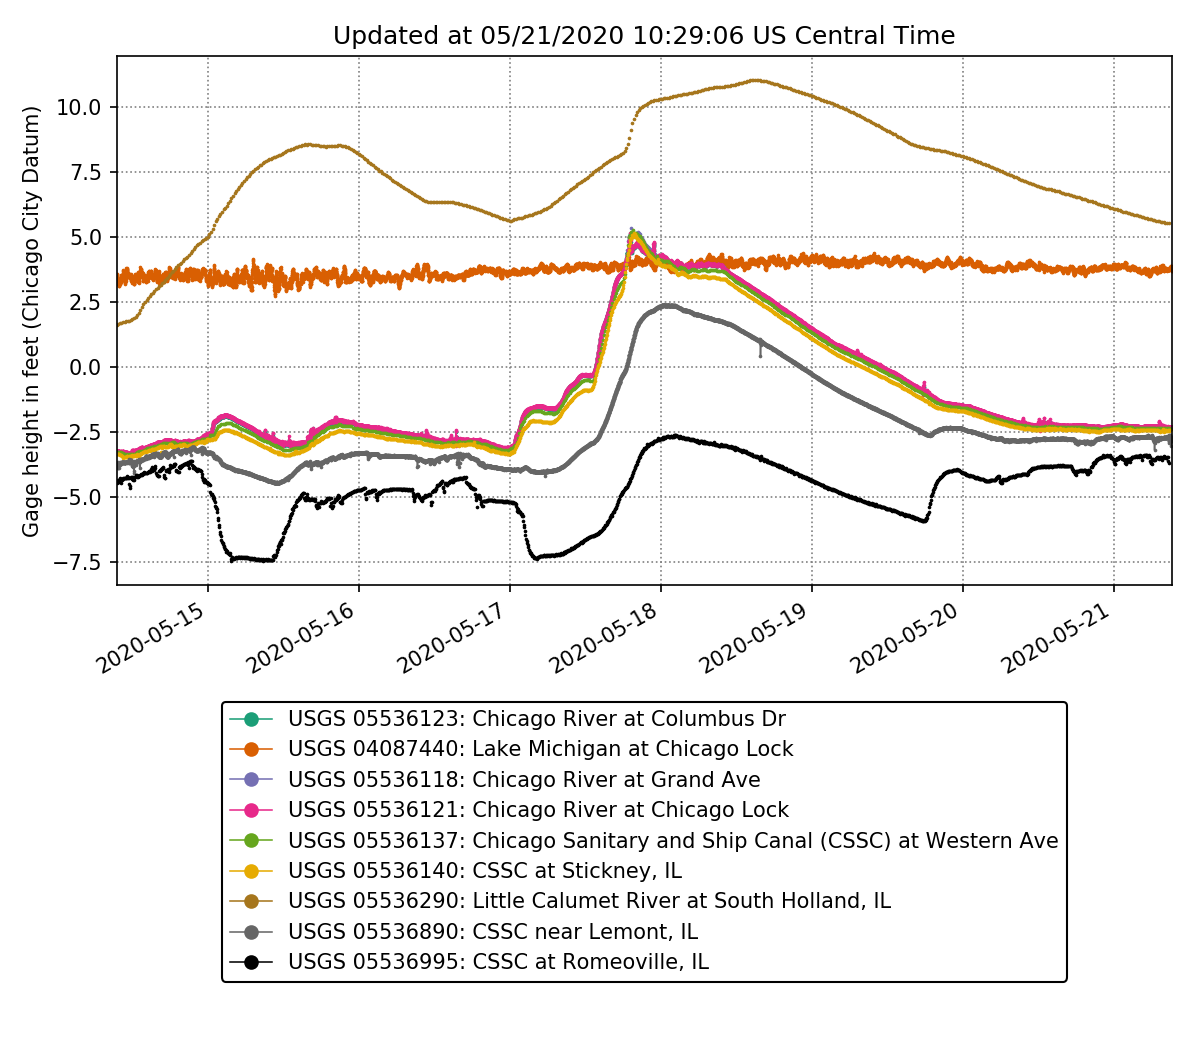 Updated at 05/21/2020 10:29:06 US Central Time
Gage height in feet (Chicago City Datum)
10.0
7.5
5.0
2.5
0.0
−2.5
−5.0
−7.5
2020-05-15
2020-05-16
2020-05-17
2020-05-18
2020-05-19
2020-05-20
2020-05-21
USGS 05536123: Chicago River at Columbus Dr
USGS 04087440: Lake Michigan at Chicago Lock
USGS 05536118: Chicago River at Grand Ave
USGS 05536121: Chicago River at Chicago Lock
USGS 05536137: Chicago Sanitary and Ship Canal (CSSC) at Western Ave
USGS 05536140: CSSC at Stickney, IL
USGS 05536290: Little Calumet River at South Holland, IL
USGS 05536890: CSSC near Lemont, IL
USGS 05536995: CSSC at Romeoville, IL